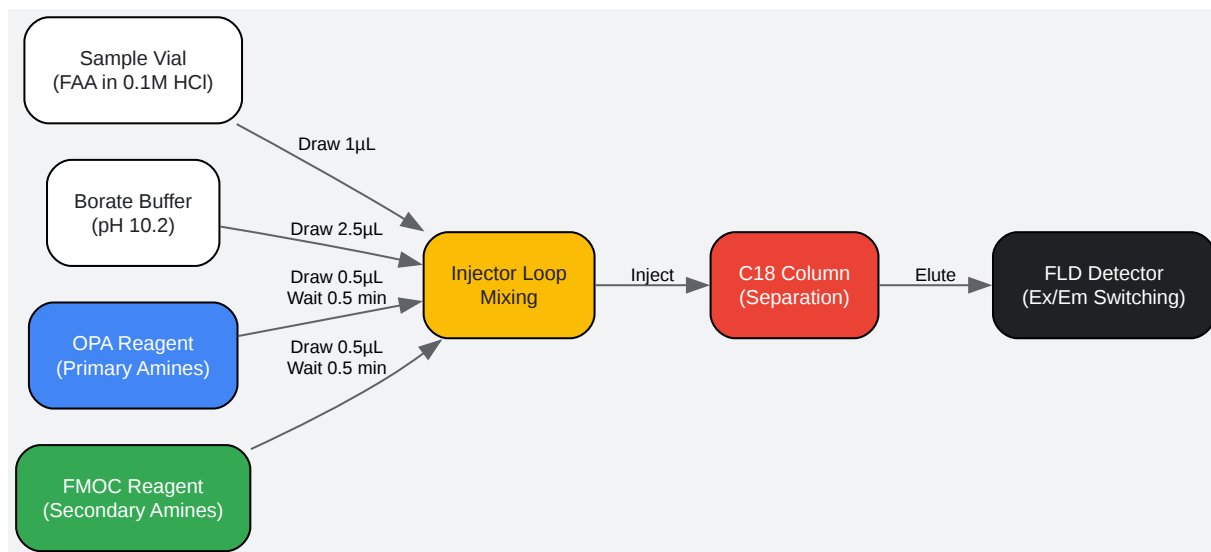 Sample Vial
(FAA in 0.1M HCl)
Draw 1µL
Borate Buffer
(pH 10.2)
Draw 2.5µL
Draw 0.5µL
Wait 0.5 min
OPA Reagent
(Primary Amines)
Draw 0.5µL
Wait 0.5 min
FMOC Reagent
(Secondary Amines)
Injector Loop
Mixing
Inject
C18 Column
(Separation)
Elute
FLD Detector
(Ex/Em Switching)